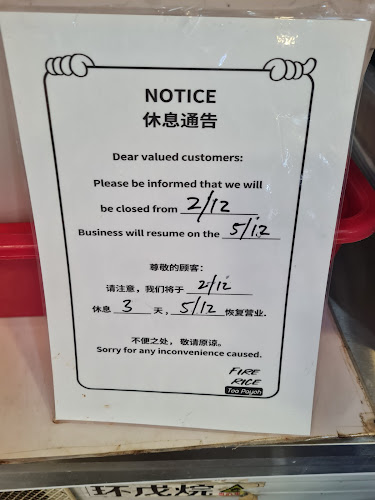 NOTICE
休息通告
Dear valued customers:
Please be informed that we will
be closed from 2/12
Business will resume on the 5/12
尊敬的顾客：
请注意，我们将于 2/12
休息 3 天，5/12 恢复营业.
不便之处，敬请原谅。
Sorry for any inconvenience caused.
FIRE
RICE
Toa Payoh